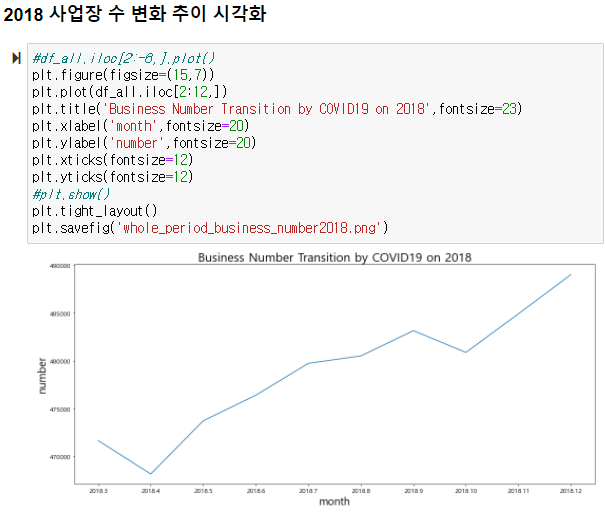 2018 사업장 수 변화 추이 시각화
#df_all.iloc[2:-6,].plot()
plt.figure(figsize=(15,7))
plt.plot(df_all.iloc[2:12,])
plt.title('Business Number Transition by COVID19 on 2018',fontsize=23)
plt.xlabel('month',fontsize=20)
plt.ylabel('number',fontsize=20)
plt.xticks(fontsize=12)
plt.yticks(fontsize=12)
#plt.show()
plt.tight_layout()
plt.savefig('whole_period_business_number2018.png')
Business Number Transition by COVID19 on 2018
490000
485000
480000
475000
470000
number
2018.3 2018.4 2018.5 2018.6 2018.7 2018.8 2018.9 2018.10 2018.11 2018.12
month